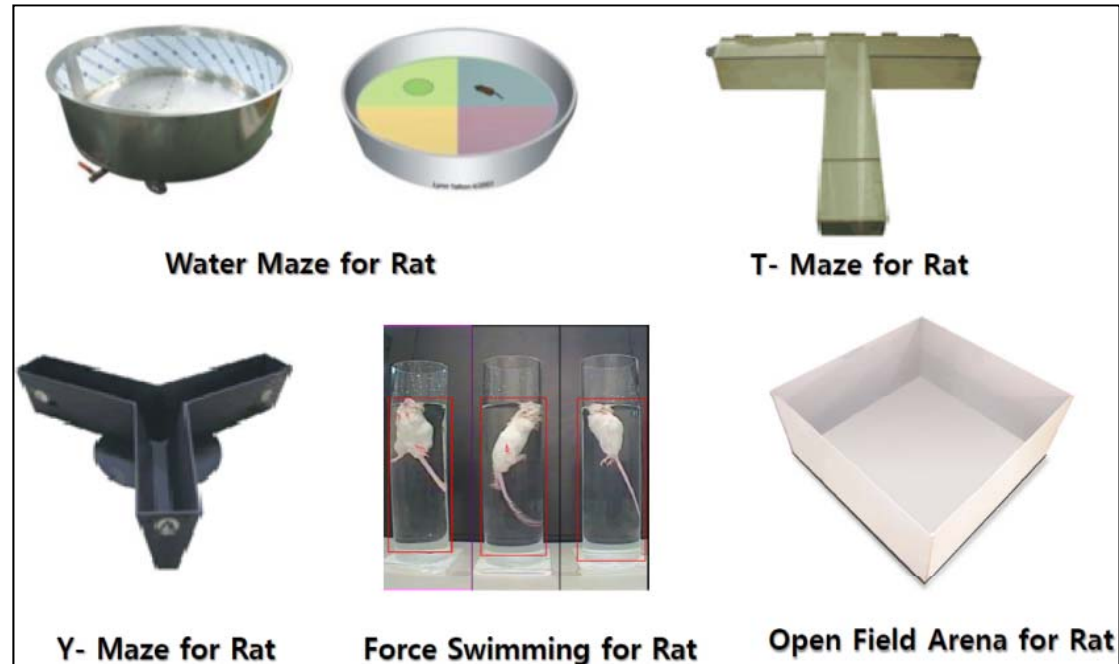 Water Maze for Rat
T- Maze for Rat
Y- Maze for Rat
Force Swimming for Rat
Open Field Arena for Rat